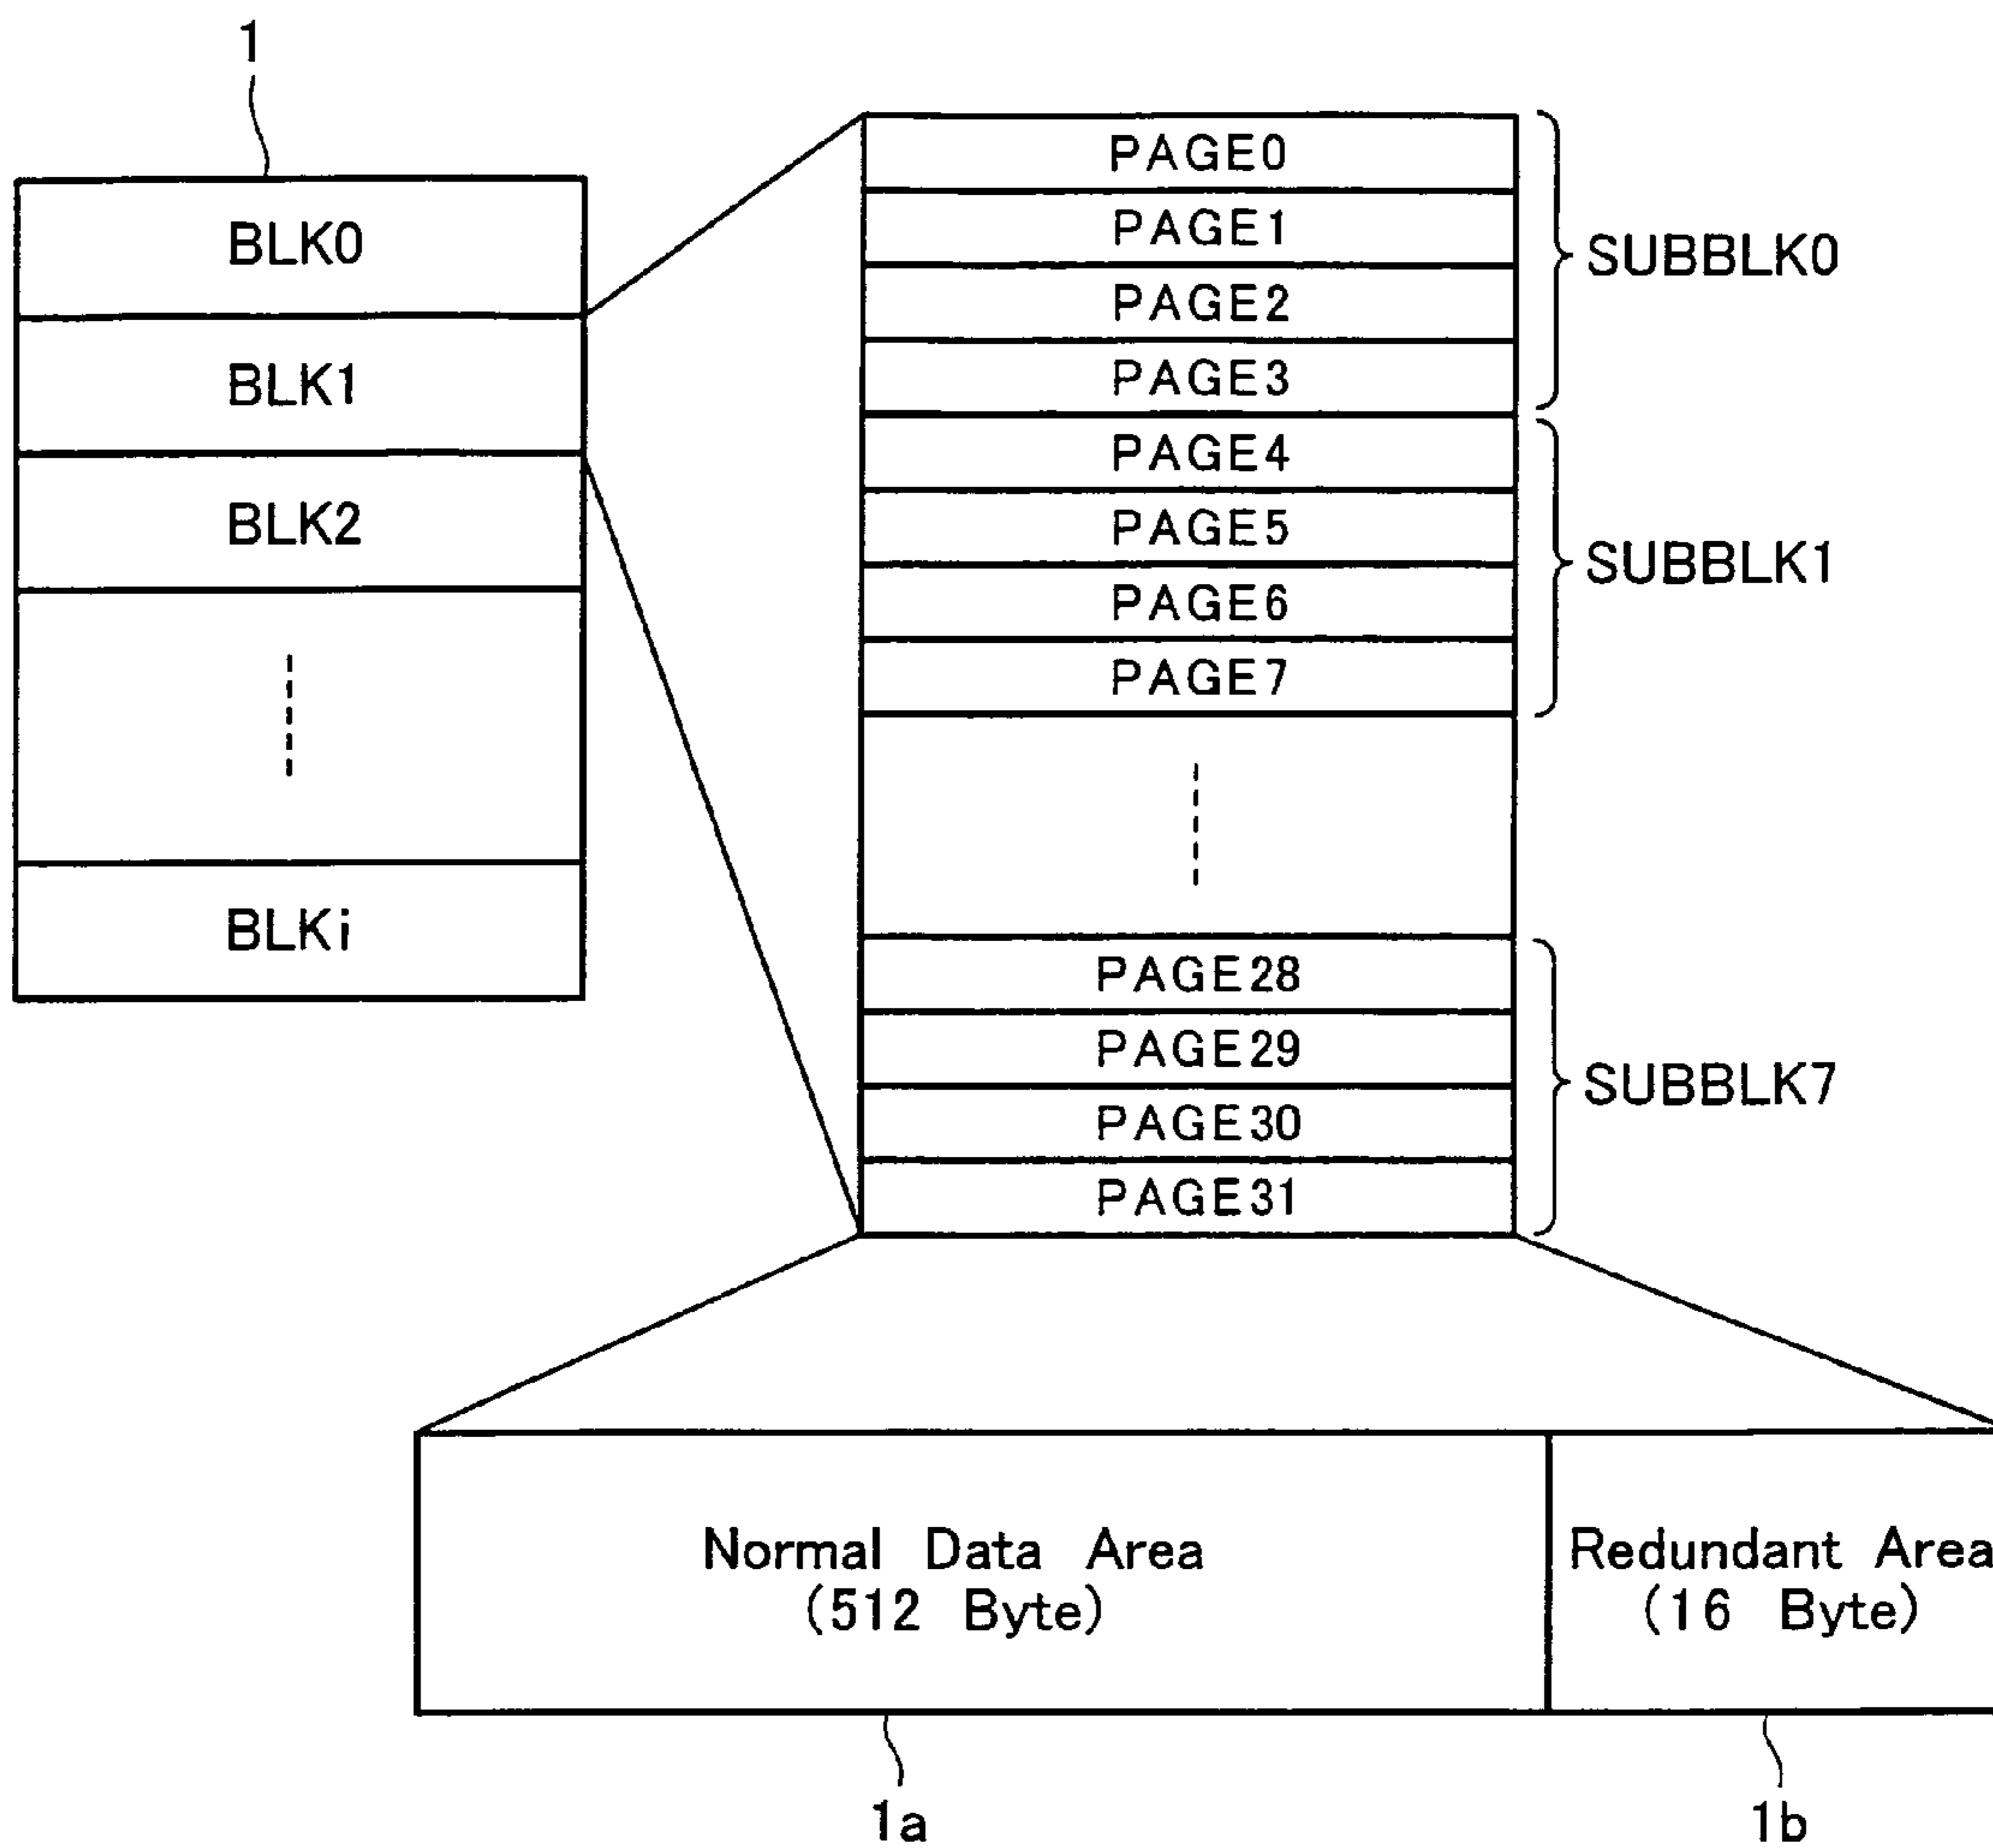 1
BLK0
BLK1
BLK2
BLKi
PAGE0
PAGE1
PAGE2
PAGE3
SUBBLK0
PAGE4
PAGE5
PAGE6
PAGE7
SUBBLK1
PAGE28
PAGE29
PAGE30
PAGE31
SUBBLK7
Normal Data Area
(512 Byte)
Redundant Area
(16 Byte)
1a
1b